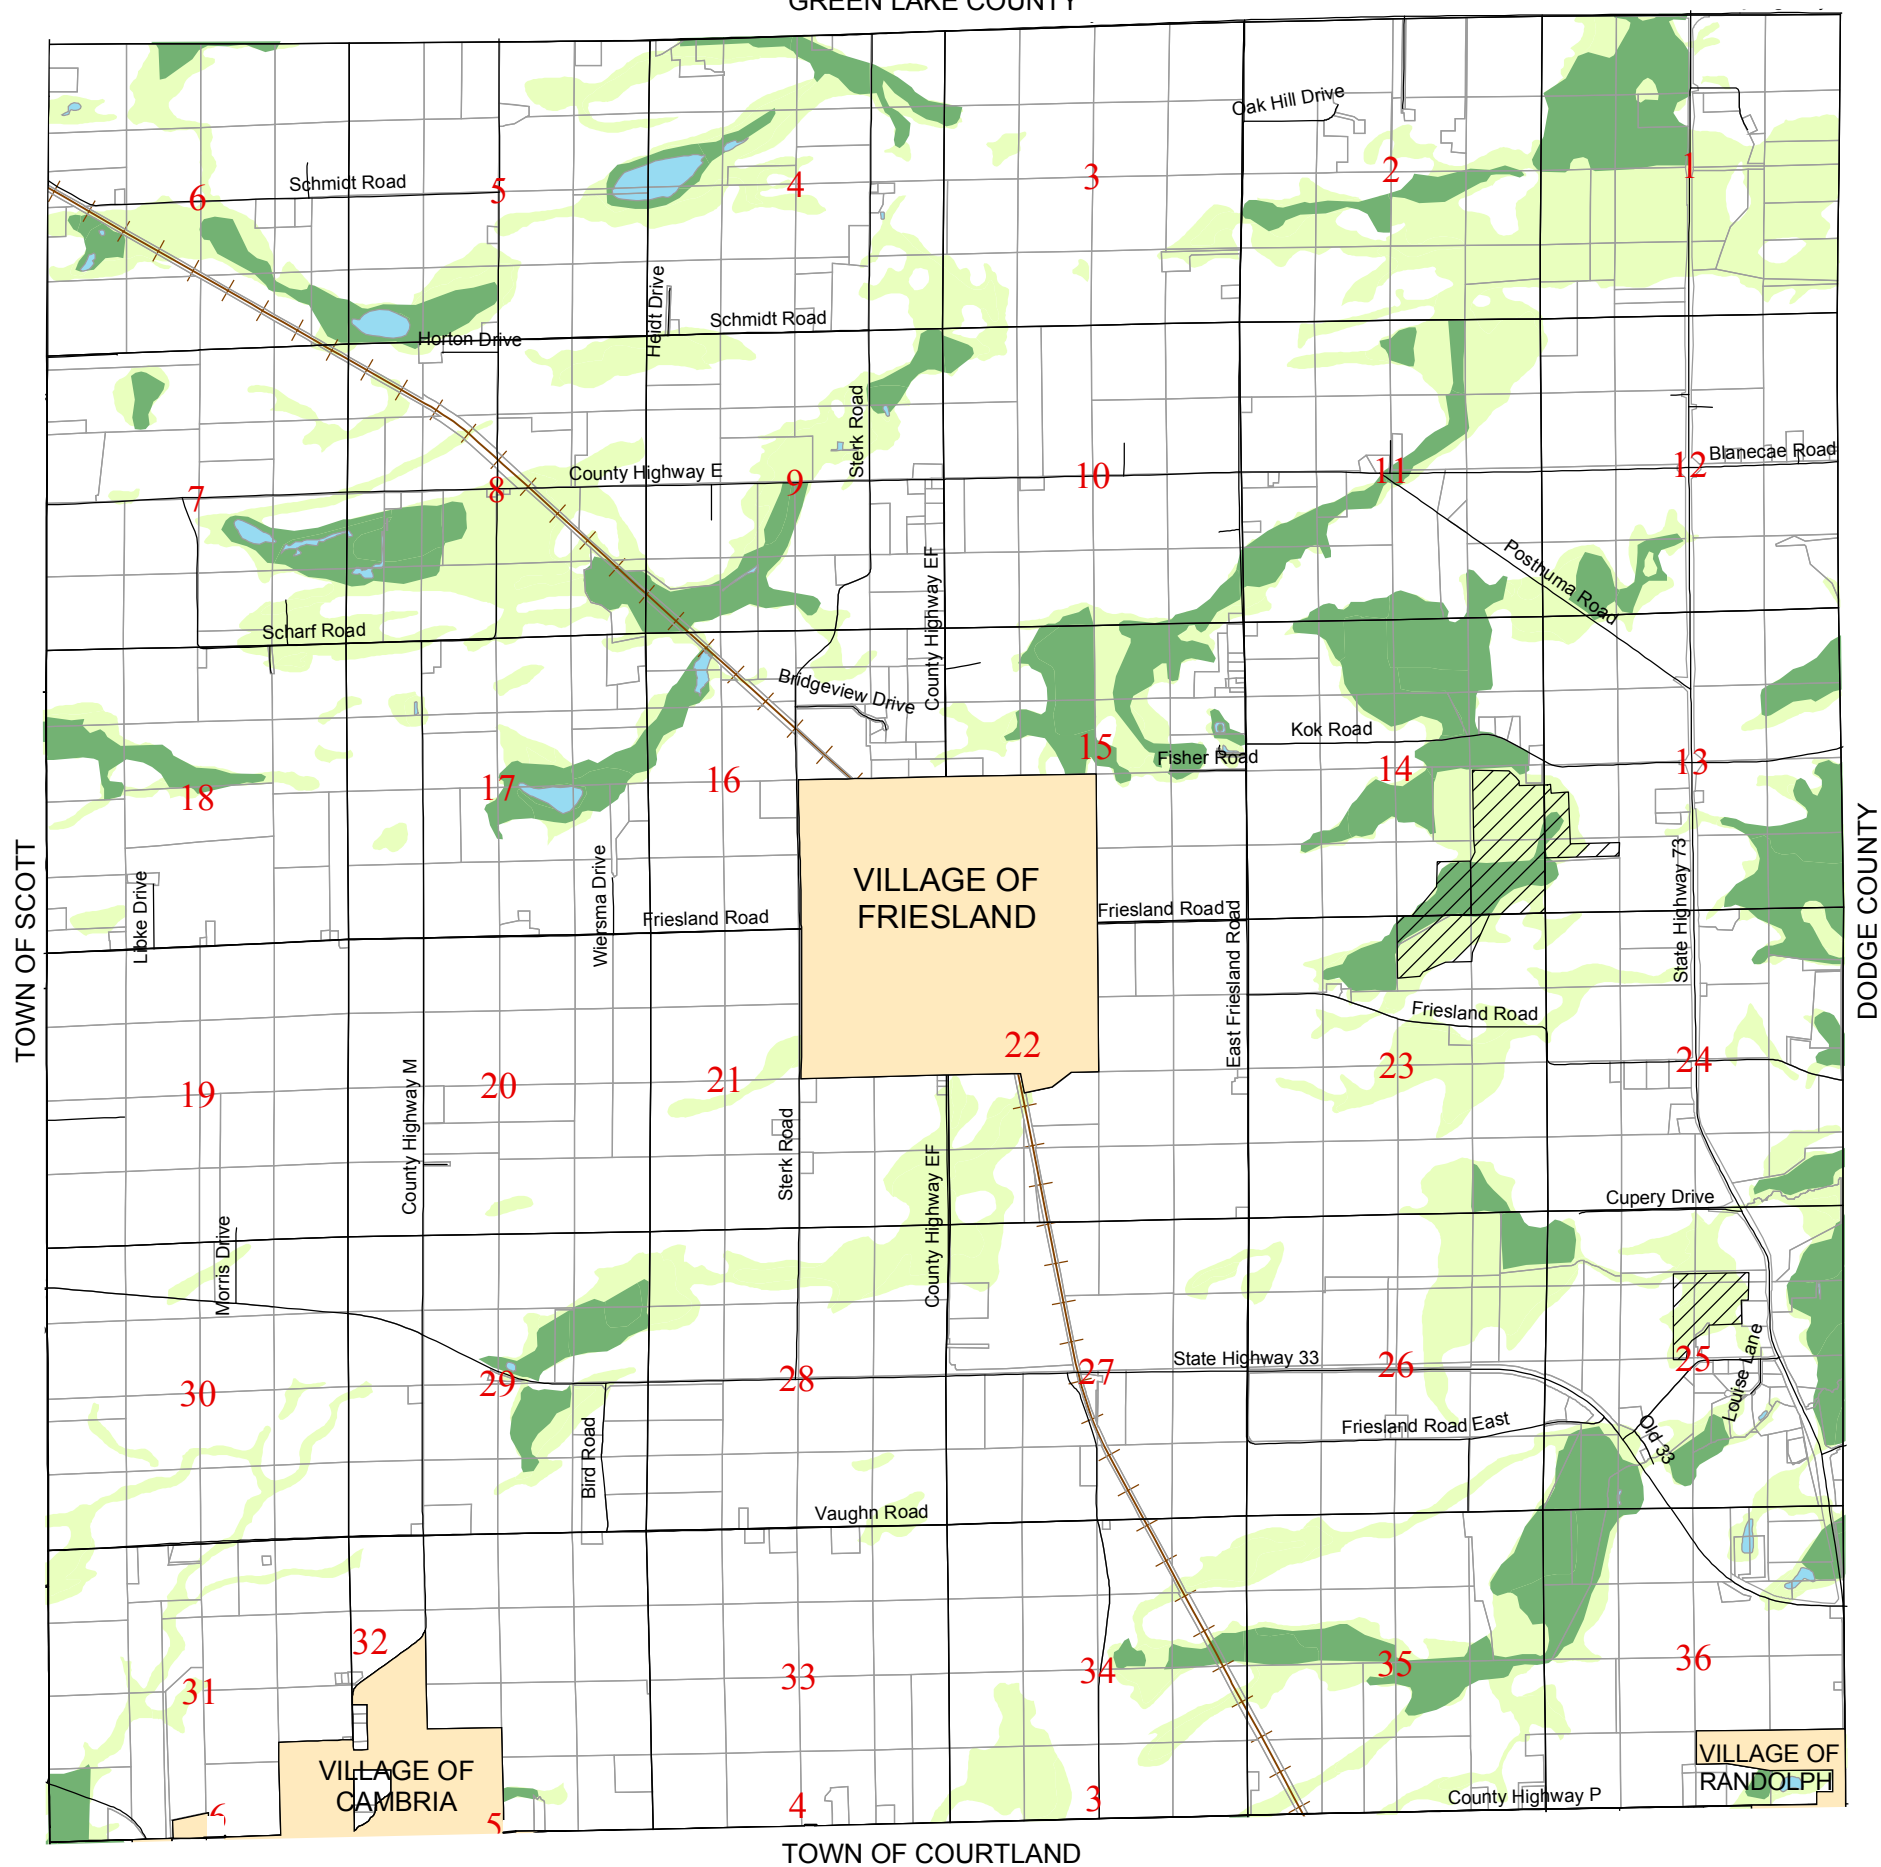 GREEN LAKE COUNTY
Oak Hill Drive
6
Schmidt Road
5
4
3
2
1
Heidt Drive
Schmidt Road
Horton Drive
Sterk Road
7
8
County Highway E
9
10
11
12
Blanecae Road
Posthuma Road
County Highway EF
Scharf Road
Bridgeview Drive
18
17
16
15
Fisher Road
Kok Road
14
13
TOWN OF SCOTT
DODGE COUNTY
VILLAGE OF
FRIESLAND
Libke Drive
Wiersma Drive
Friesland Road
Friesland Road
East Friesland Road
State Highway 73
Friesland Road
19
County Highway M
20
21
22
23
24
Sterk Road
County Highway EF
Cupery Drive
Morris Drive
30
29
28
27
State Highway 33
26
25
Louise Lane
Friesland Road East
Old 33
Bird Road
Vaughn Road
31
32
33
34
35
36
VILLAGE OF
CAMBRIA
VILLAGE OF
RANDOLPH
6
5
4
3
County Highway P
TOWN OF COURTLAND